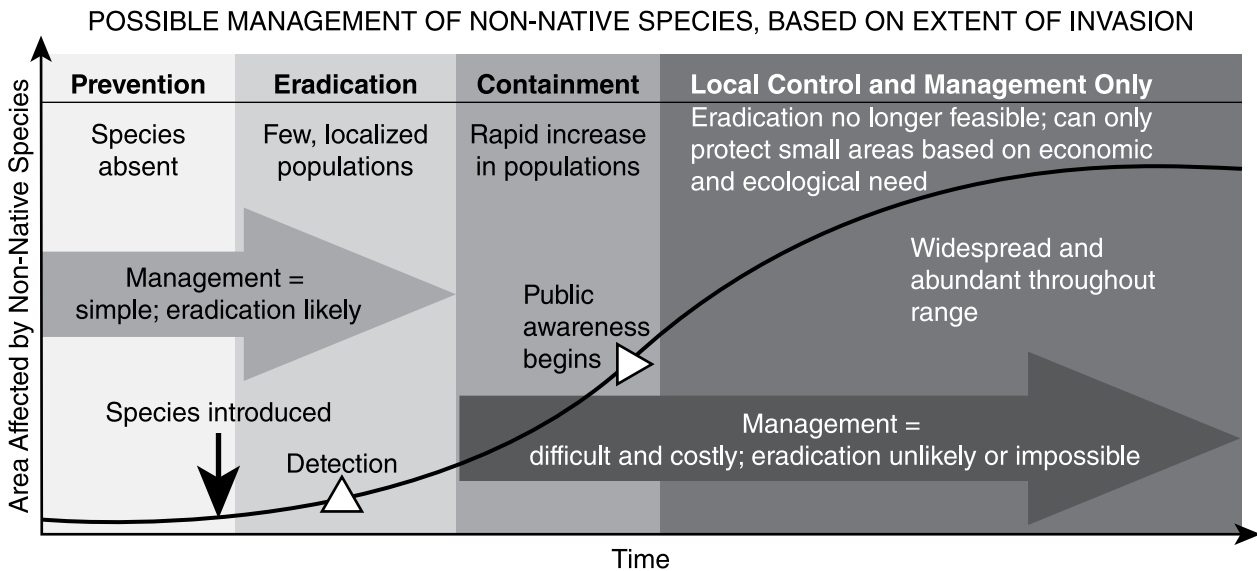 POSSIBLE MANAGEMENT OF NON-NATIVE SPECIES, BASED ON EXTENT OF INVASION
Area Affected by Non-Native Species
Prevention
Species
absent
Eradication
Few, localized
populations
Containment
Rapid increase
in populations
Local Control and Management Only
Eradication no longer feasible; can only
protect small areas based on economic
and ecological need
Management =
simple; eradication likely
Public
awareness
begins
Widespread and
abundant throughout
range
Species introduced
Detection
Management =
difficult and costly; eradication unlikely or impossible
Time